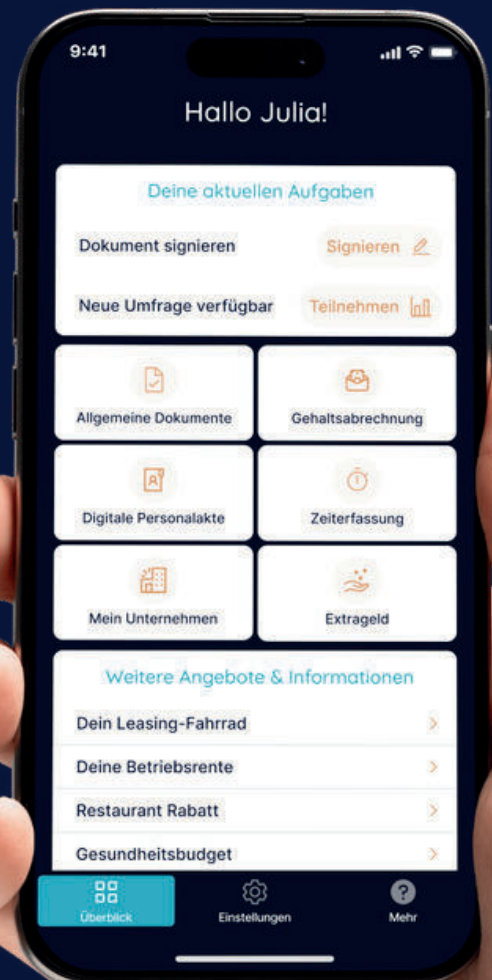 9:41
Hallo Julia!
Deine aktuellen Aufgaben
Dokument signieren
Signieren
Neue Umfrage verfügbar
Teilnehmen
Allgemeine Dokumente
Gehaltsabrechnung
Digitale Personalakte
Zeiterfassung
Mein Unternehmen
Extrageld
Weitere Angebote & Informationen
Dein Leasing-Fahrrad
Deine Betriebsrente
Restaurant Rabatt
Gesundheitsbudget
Überblick
Einstellungen
Mehr